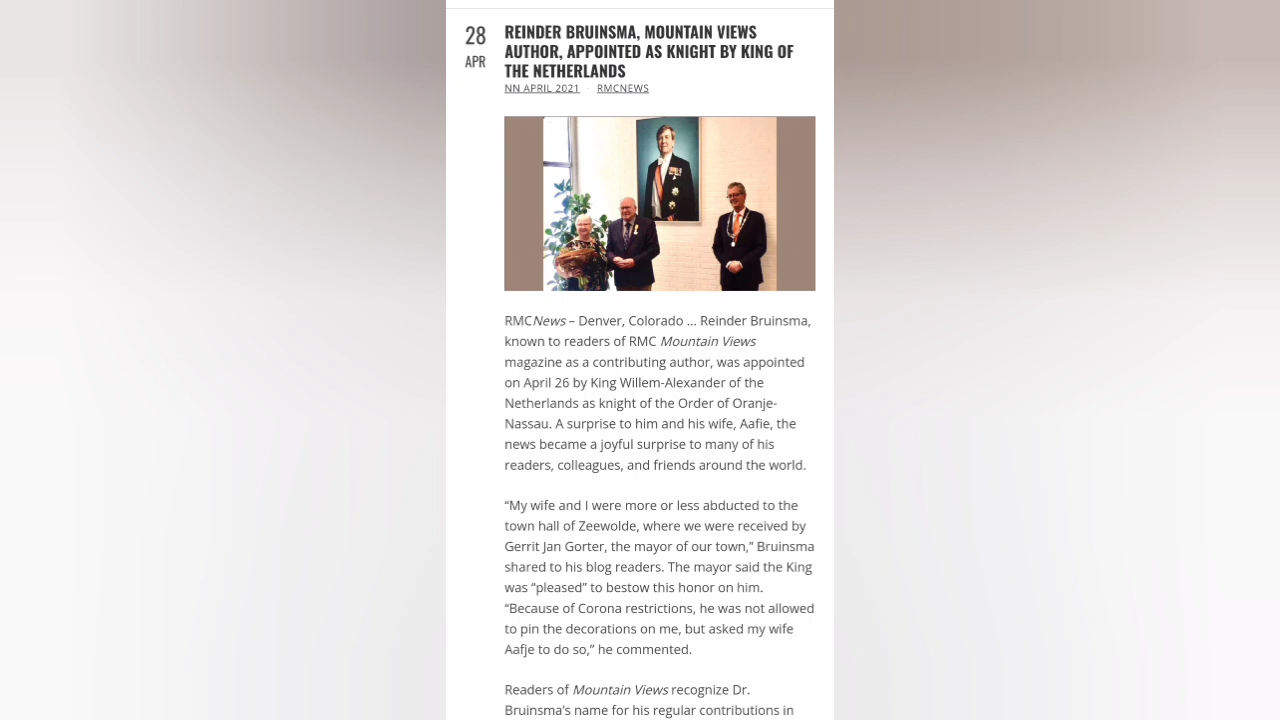 28
APR
REINDER BRUINSMA, MOUNTAIN VIEWS
AUTHOR, APPOINTED AS KNIGHT BY KING OF
THE NETHERLANDS
NN APRIL 2021 · RMCNEWS
RMCNews – Denver, Colorado ... Reinder Bruinsma,
known to readers of RMC Mountain Views
magazine as a contributing author, was appointed
on April 26 by King Willem-Alexander of the
Netherlands as knight of the Order of Oranje-
Nassau. A surprise to him and his wife, Aafie, the
news became a joyful surprise to many of his
readers, colleagues, and friends around the world.
“My wife and I were more or less abducted to the
town hall of Zeewolde, where we were received by
Gerrit Jan Gorter, the mayor of our town,” Bruinsma
shared to his blog readers. The mayor said the King
was “pleased” to bestow this honor on him.
“Because of Corona restrictions, he was not allowed
to pin the decorations on me, but asked my wife
Aafje to do so,” he commented.
Readers of Mountain Views recognize Dr.
Bruinsma’s name for his regular contributions in